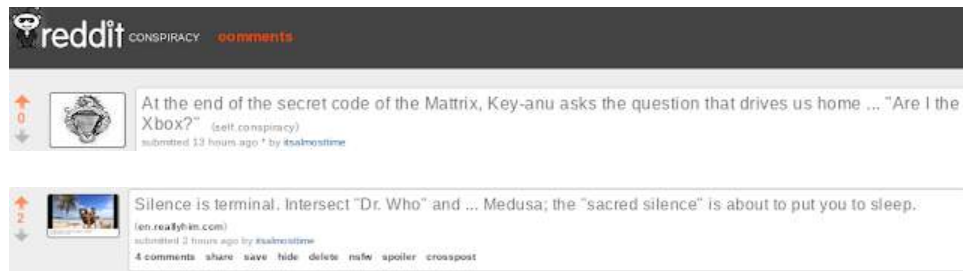 reddit CONSPIRACY comments
At the end of the secret code of the Mattrix, Key-anu asks the question that drives us home ... "Are I the
0
Xbox?" (self.conspiracy)
submitted 13 hours ago * by itsalmosttime
Silence is terminal. Intersect "Dr. Who" and ... Medusa; the "sacred silence" is about to put you to sleep.
2
(en.reallyhim.com)
submitted 2 hours ago by itsalmosttime
4 comments share save hide delete nsfw spoiler crosspost